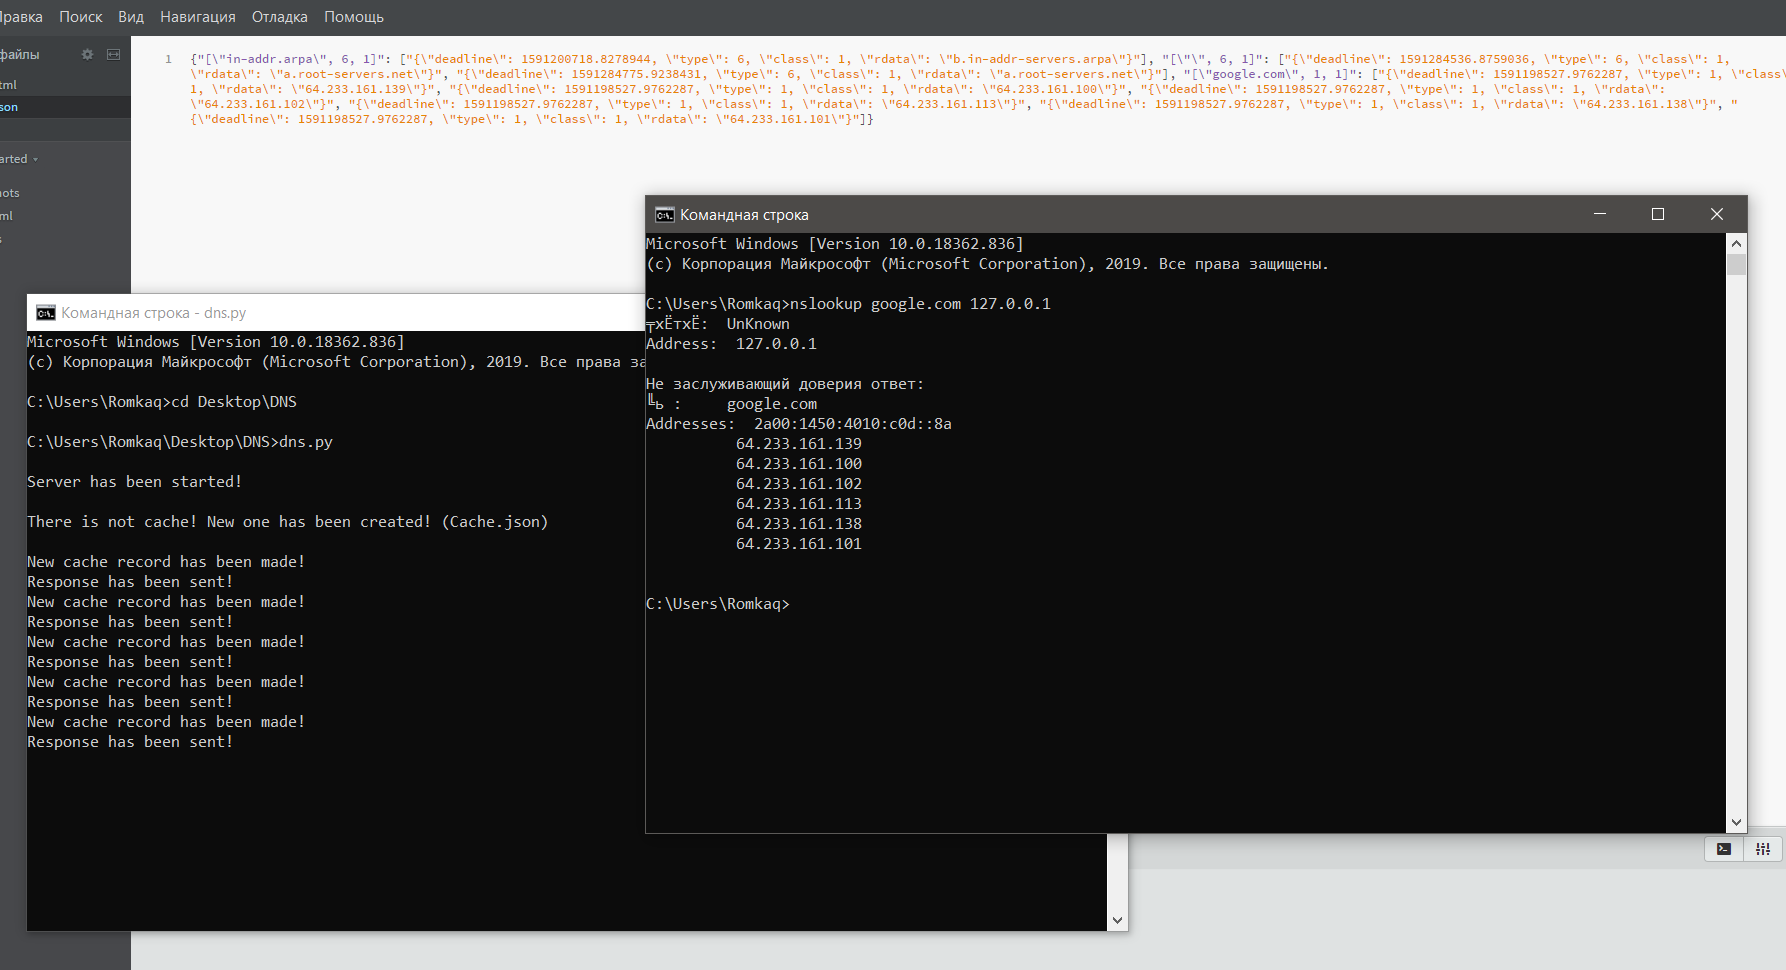 Правка Поиск Вид Навигация Отладка Помощь
файлы
tml
son
arted
nots
ml
s
1 {"[\"in-addr.arpa\", 6, 1]": ["{\"deadline\": 1591200718.8278944, \"type\": 6, \"class\": 1, \"rdata\": \"b.in-addr-servers.arpa\"}"], "[\"\", 6, 1]": ["{\"deadline\": 1591284536.8759036, \"type\": 6, \"class\": 1,
\"rdata\": \"a.root-servers.net\"}", "{\"deadline\": 1591284775.9238431, \"type\": 6, \"class\": 1, \"rdata\": \"a.root-servers.net\"}"], "[\"google.com\", 1, 1]": ["{\"deadline\": 1591198527.9762287, \"type\": 1, \"class
1, \"rdata\": \"64.233.161.139\"}", "{\"deadline\": 1591198527.9762287, \"type\": 1, \"class\": 1, \"rdata\": \"64.233.161.100\"}", "{\"deadline\": 1591198527.9762287, \"type\": 1, \"class\": 1, \"rdata\":
\"64.233.161.102\"}", "{\"deadline\": 1591198527.9762287, \"type\": 1, \"class\": 1, \"rdata\": \"64.233.161.113\"}", "{\"deadline\": 1591198527.9762287, \"type\": 1, \"class\": 1, \"rdata\": \"64.233.161.138\"}", "
{\"deadline\": 1591198527.9762287, \"type\": 1, \"class\": 1, \"rdata\": \"64.233.161.101\"}"]}
Командная строка - dns.py
Microsoft Windows [Version 10.0.18362.836]
(c) Корпорация Майкрософт (Microsoft Corporation), 2019. Все права за
C:\Users\Romkaq>cd Desktop\DNS
C:\Users\Romkaq\Desktop\DNS>dns.py
Server has been started!
There is not cache! New one has been created! (Cache.json)
New cache record has been made!
Response has been sent!
New cache record has been made!
Response has been sent!
New cache record has been made!
Response has been sent!
New cache record has been made!
Response has been sent!
New cache record has been made!
Response has been sent!
Командная строка
Microsoft Windows [Version 10.0.18362.836]
(c) Корпорация Майкрософт (Microsoft Corporation), 2019. Все права защищены.
C:\Users\Romkaq>nslookup google.com 127.0.0.1
╤хЁтхЁ:  UnKnown
Address:  127.0.0.1
Не заслуживающий доверия ответ:
╚ь :     google.com
Addresses:  2a00:1450:4010:c0d::8a
64.233.161.139
64.233.161.100
64.233.161.102
64.233.161.113
64.233.161.138
64.233.161.101
C:\Users\Romkaq>